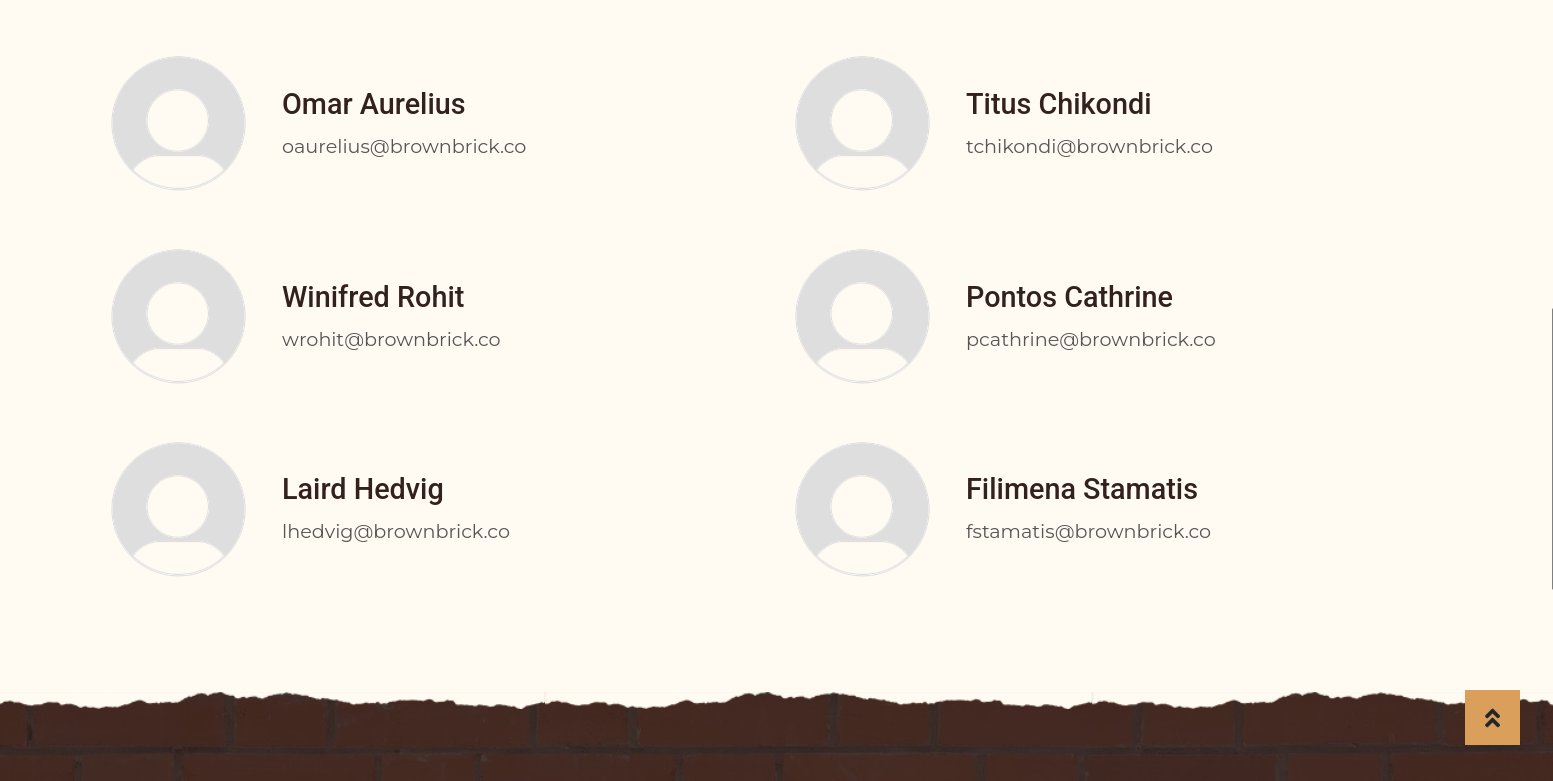 Omar Aurelius
oaurelius@brownbrick.co
Titus Chikondi
tchikondi@brownbrick.co
Winifred Rohit
wrohit@brownbrick.co
Pontos Cathrine
pcathrine@brownbrick.co
Laird Hedvig
lhedvig@brownbrick.co
Filimena Stamatis
fstamatis@brownbrick.co